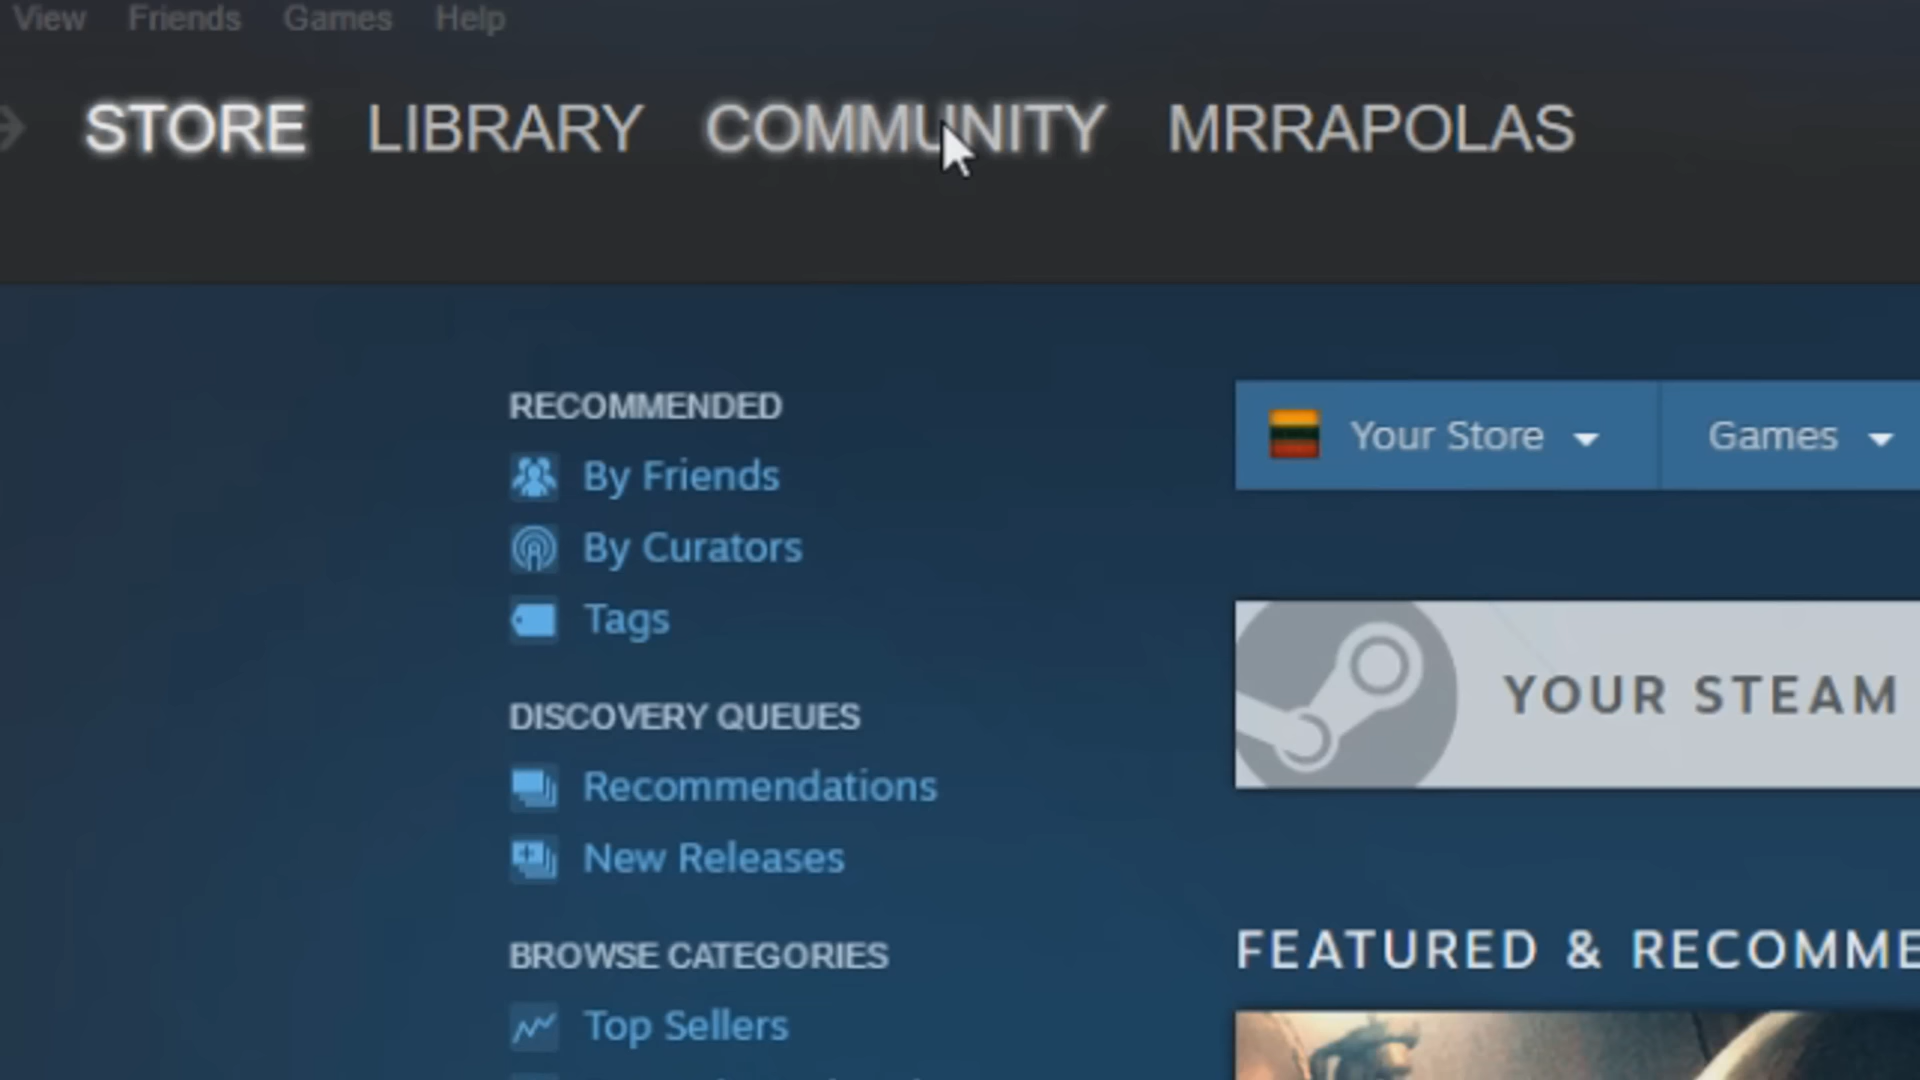 View Friends Games Help
STORE LIBRARY COMMUNITY MRRAPOLAS
RECOMMENDED
By Friends
By Curators
Tags
Your Store Games
YOUR STEAM
DISCOVERY QUEUES
Recommendations
New Releases
BROWSE CATEGORIES
Top Sellers
FEATURED & RECOMME